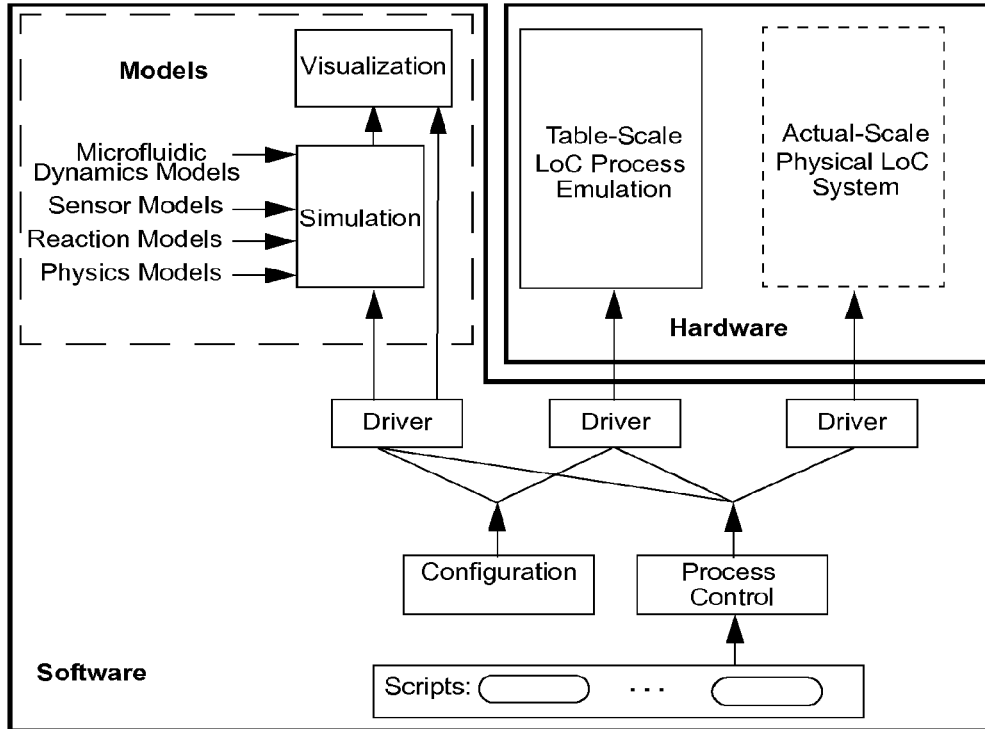 Models
Visualization
Microfluidic
Dynamics Models
Sensor Models
Reaction Models
Physics Models
Simulation
Table-Scale
LoC Process
Emulation
Actual-Scale
Physical LoC
System
Hardware
Driver
Driver
Driver
Configuration
Process
Control
Software
Scripts: ...